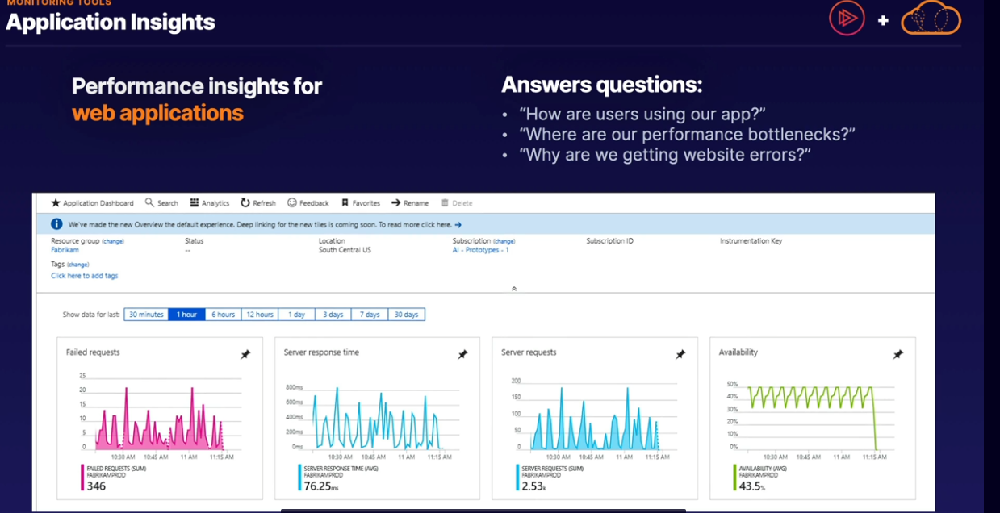 MONITORING TOOLS
Application Insights
+
Performance insights for
web applications
Answers questions:
• “How are users using our app?”
• “Where are our performance bottlenecks?”
• “Why are we getting website errors?”
Application Dashboard Search Analytics Refresh Feedback Favorites Rename Delete
We've made the new Overview the default experience. Deep linking for the new tiles is coming soon. To read more click here. →
Resource group (change) Status Location Subscription (change) Subscription ID Instrumentation Key
Fabrikam -- South Central US AI - Prototypes - 1
Tags (change)
Click here to add tags
Show data for last: 30 minutes 1 hour 6 hours 12 hours 1 day 3 days 7 days 30 days
Failed requests
25
20
15
10
5
0
10:30 AM 10:45 AM 11 AM 11:15 AM
FAILED REQUESTS (SUM)
FABRIKAMPROD
346
Server response time
800ms
600ms
400ms
200ms
0ms
10:30 AM 10:45 AM 11 AM 11:15 AM
SERVER RESPONSE TIME (AVG)
FABRIKAMPROD
76.25ms
Server requests
200
150
100
50
0
10:30 AM 10:45 AM 11 AM 11:15 AM
SERVER REQUESTS (SUM)
FABRIKAMPROD
2.53k
Availability
50%
40%
30%
20%
10%
0%
10:30 AM 10:45 AM 11 AM 11:15 AM
AVAILABILITY (AVG)
FABRIKAMPROD
43.5%